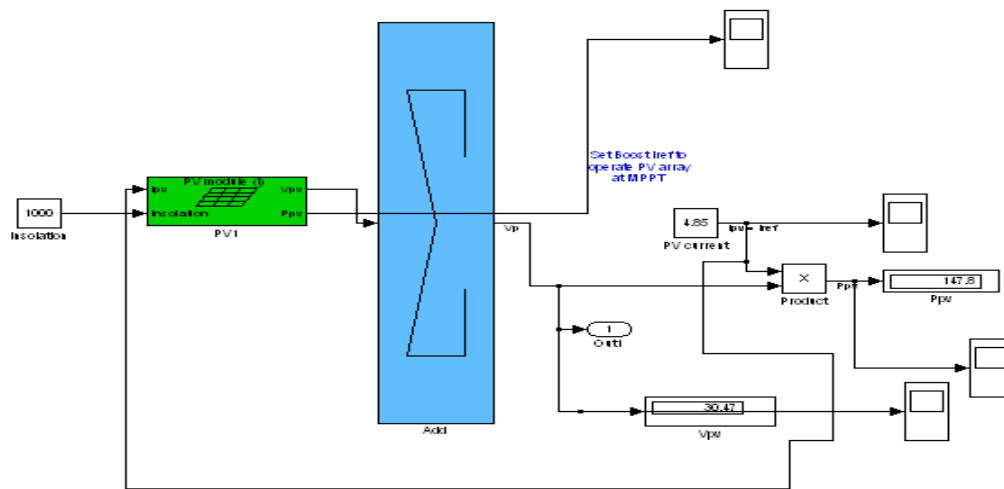 Set Boost Iref to
operate PV array
at MPPT
PV module (I)
Ipv
Vpv
Insolation
Ppv
PV1
1000
Insolation
Vp
4.85
Ipv = Iref
PV current
×
Product
Ppv
147.8
Ppv
1
Out1
30.47
Vpv
Add